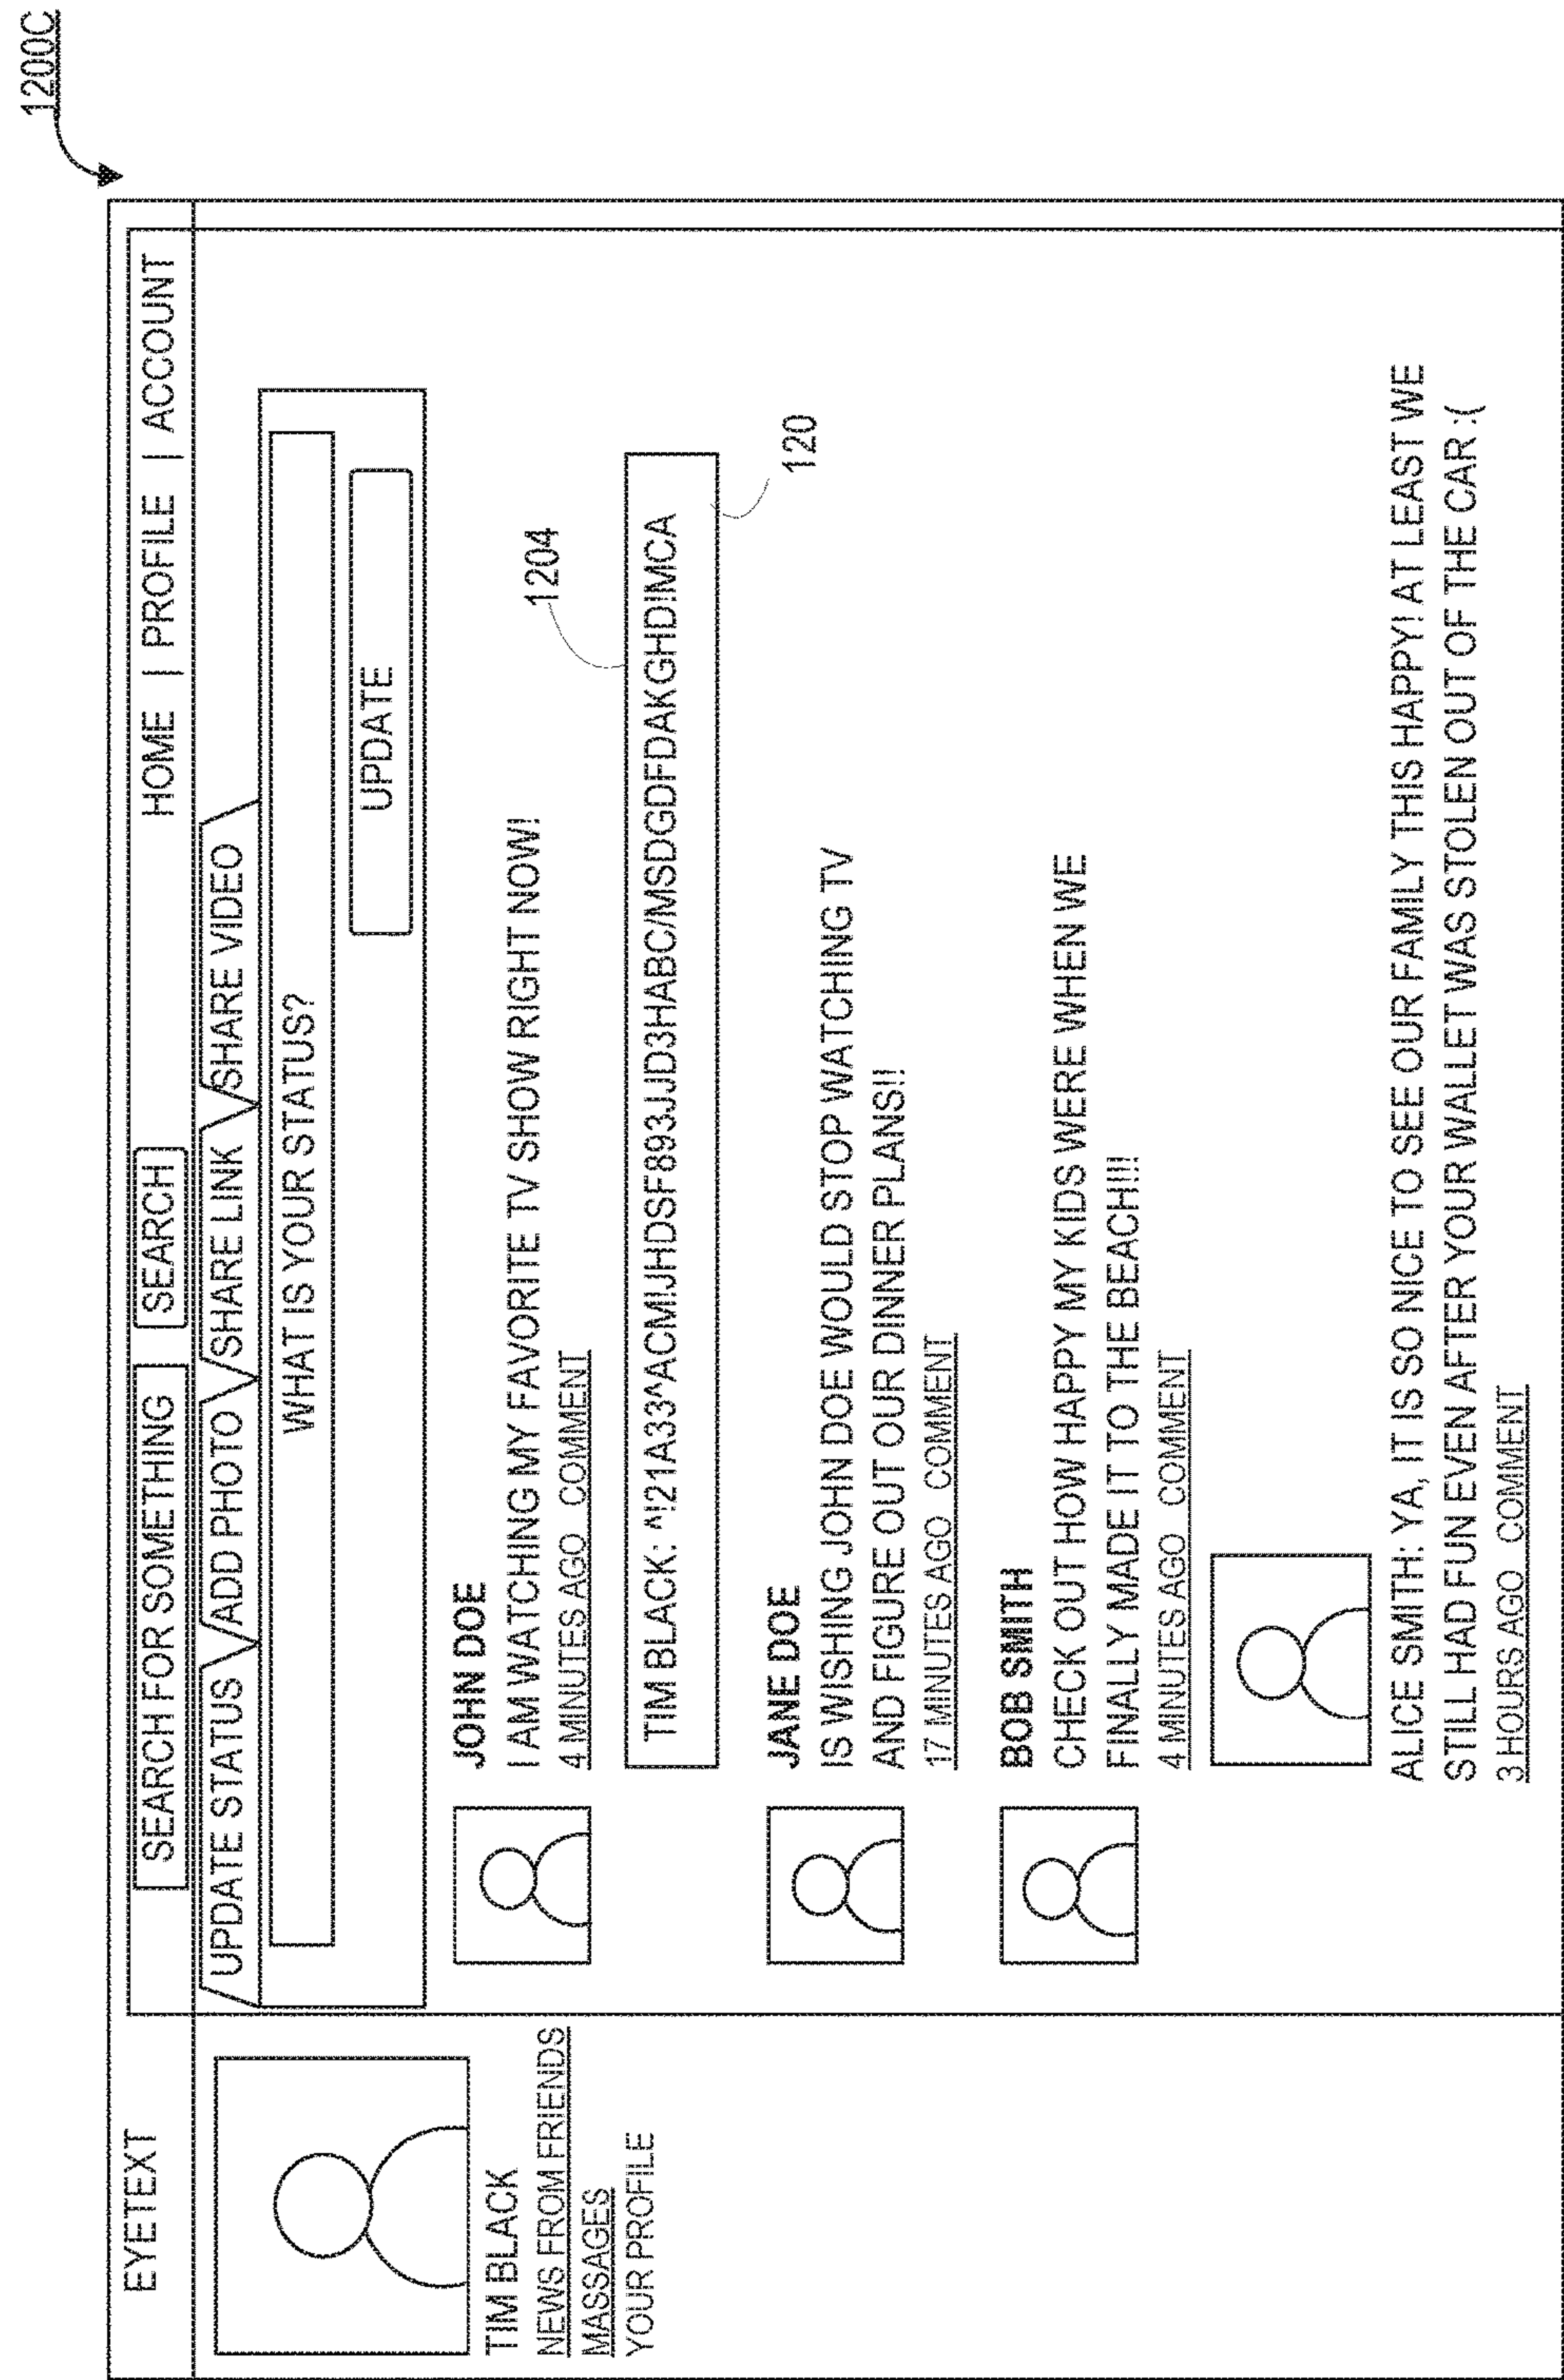 1200C
EYETEXT
SEARCH FOR SOMETHING SEARCH HOME | PROFILE | ACCOUNT
UPDATE STATUS ADD PHOTO SHARE LINK SHARE VIDEO
WHAT IS YOUR STATUS?
UPDATE
TIM BLACK
NEWS FROM FRIENDS
MASSAGES
YOUR PROFILE
JOHN DOE
I AM WATCHING MY FAVORITE TV SHOW RIGHT NOW!
4 MINUTES AGO COMMENT
1204
TIM BLACK: ^!21A33^ACM!JHDSF893JJD3HABC/MSDGDFDAKGHD!MCA
120
JANE DOE
IS WISHING JOHN DOE WOULD STOP WATCHING TV
AND FIGURE OUT OUR DINNER PLANS!!
17 MINUTES AGO COMMENT
BOB SMITH
CHECK OUT HOW HAPPY MY KIDS WERE WHEN WE
FINALLY MADE IT TO THE BEACH!!!
4 MINUTES AGO COMMENT
ALICE SMITH: YA, IT IS SO NICE TO SEE OUR FAMILY THIS HAPPY! AT LEAST WE
STILL HAD FUN EVEN AFTER YOUR WALLET WAS STOLEN OUT OF THE CAR :(
3 HOURS AGO COMMENT